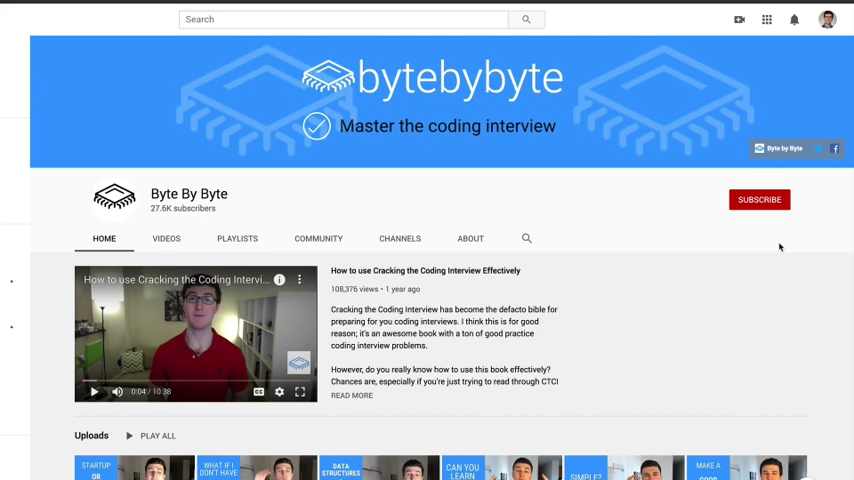 Search
bytebybyte
Master the coding interview
Byte by Byte
Byte By Byte
27.6K subscribers
SUBSCRIBE
HOME VIDEOS PLAYLISTS COMMUNITY CHANNELS ABOUT
How to use Cracking the Coding Intervi...
0:04 / 10:38
How to use Cracking the Coding Interview Effectively
108,376 views • 1 year ago
Cracking the Coding Interview has become the defacto bible for
preparing for you coding interviews. I think this is for good
reason; it's an awesome book with a ton of good practice
coding interview problems.
However, do you really know how to use this book effectively?
Chances are, especially if you're just trying to read through CTCI
READ MORE
Uploads PLAY ALL
STARTUP
OR
WHAT IF I
DON'T HAVE
DATA
STRUCTURES
CAN YOU
LEARN
SIMPLE?
MAKE A
GOOD